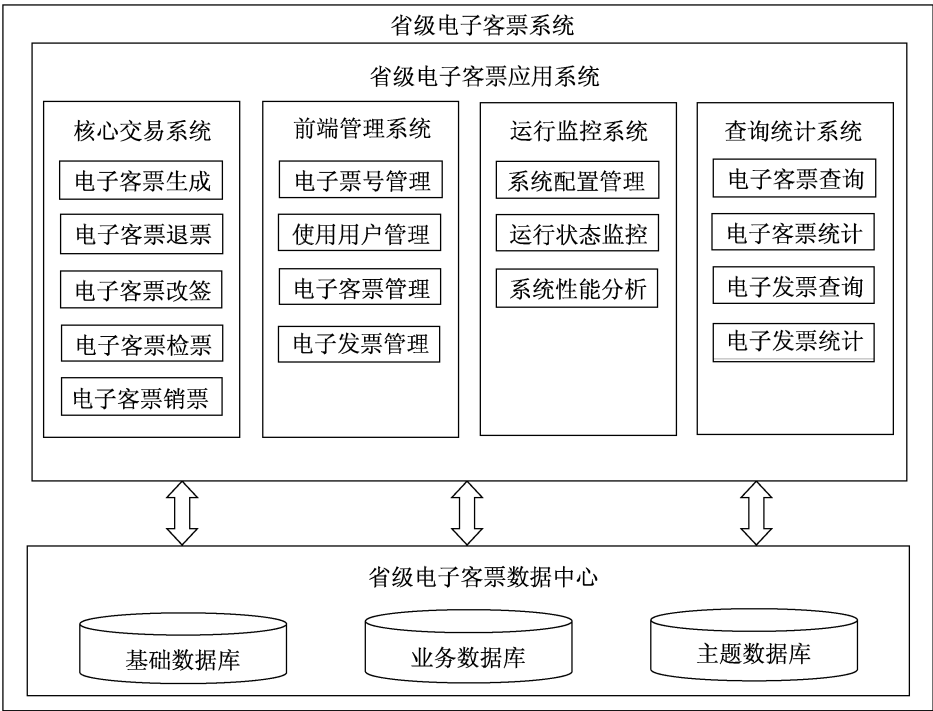 省级电子客票系统
省级电子客票应用系统
核心交易系统
电子客票生成
电子客票退票
电子客票改签
电子客票检票
电子客票销票
前端管理系统
电子票号管理
使用用户管理
电子客票管理
电子发票管理
运行监控系统
系统配置管理
运行状态监控
系统性能分析
查询统计系统
电子客票查询
电子客票统计
电子发票查询
电子发票统计
省级电子客票数据中心
基础数据库
业务数据库
主题数据库